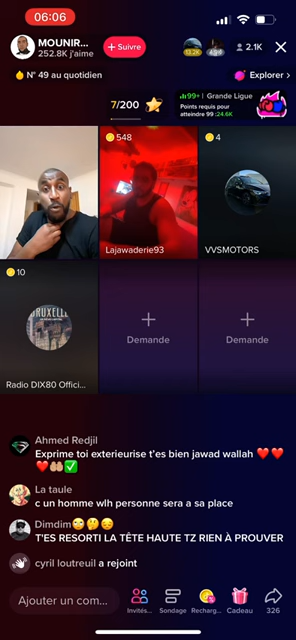 06:06
MOUNIR...
252.8K j'aime
+ Suivre
2.1K
N° 49 au quotidien
Explorer >
7/200
99+ Grande Ligue
Points requis pour
atteindre 99 :24.6K
548
4
Lajawaderie93
VVSMOTORS
10
BRUXELLE
Radio DIX80 Offici...
Demande
Demande
Ahmed Redjil
Exprime toi exteriorise t'es bien jawad wallah ❤️❤️
❤️🤲🏽✅
La taule
c un homme wlh personne sera a sa place
Dimdim🙄🤔😔
T'ES RESORTI LA TÊTE HAUTE TZ RIEN À PROUVER
cyril loutreuil a rejoint
Ajouter un com...
Invités...
Sondage
Recharg...
Cadeau
326